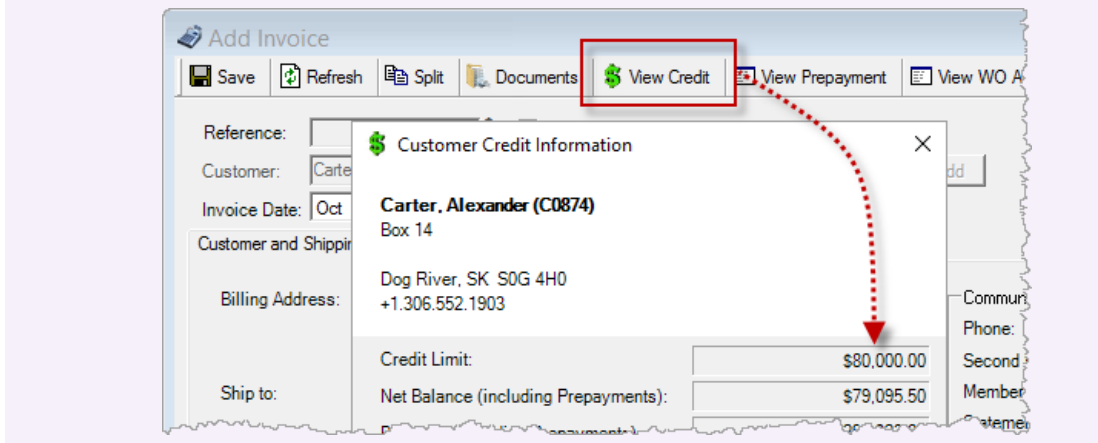 Add Invoice
Save Refresh Split Documents View Credit View Prepayment View WO A
Reference:
Customer: Carte
Invoice Date: Oct
Customer and Shippin
Billing Address:
Ship to:
Customer Credit Information
Carter, Alexander (C0874)
Box 14
Dog River, SK S0G 4H0
+1.306.552.1903
Credit Limit: $80,000.00
Net Balance (including Prepayments): $79,095.50
dd
Commun
Phone:
Second
Member